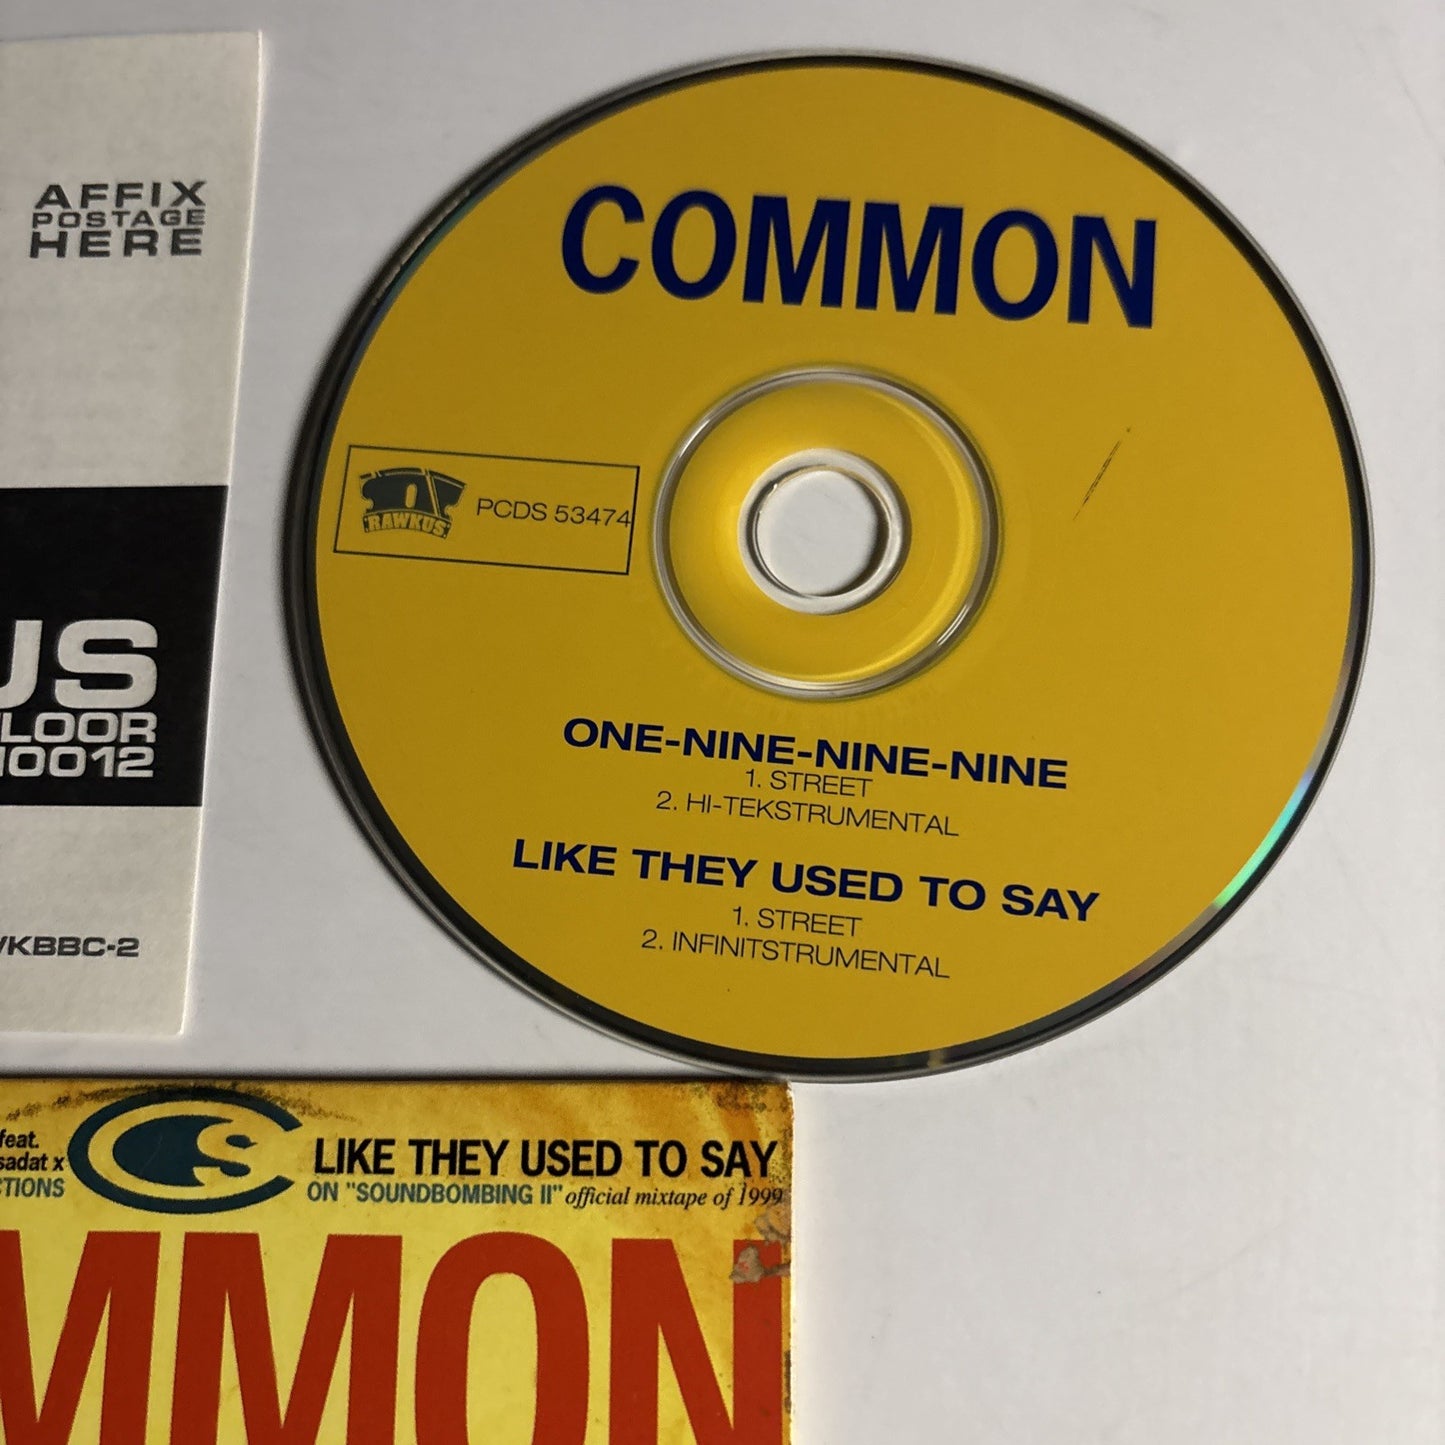 AFFIX
POSTAGE
HERE
US
LOOR
10012
KBBC-2
COMMON
RAWKUS
PCDS 53474
ONE-NINE-NINE-NINE
1. STREET
2. HI-TEKSTRUMENTAL
LIKE THEY USED TO SAY
1. STREET
2. INFINITSTRUMENTAL
feat.
sadat x
CTIONS
CS
LIKE THEY USED TO SAY
ON "SOUNDBOMBING II" official mixtape of 1999
MMON